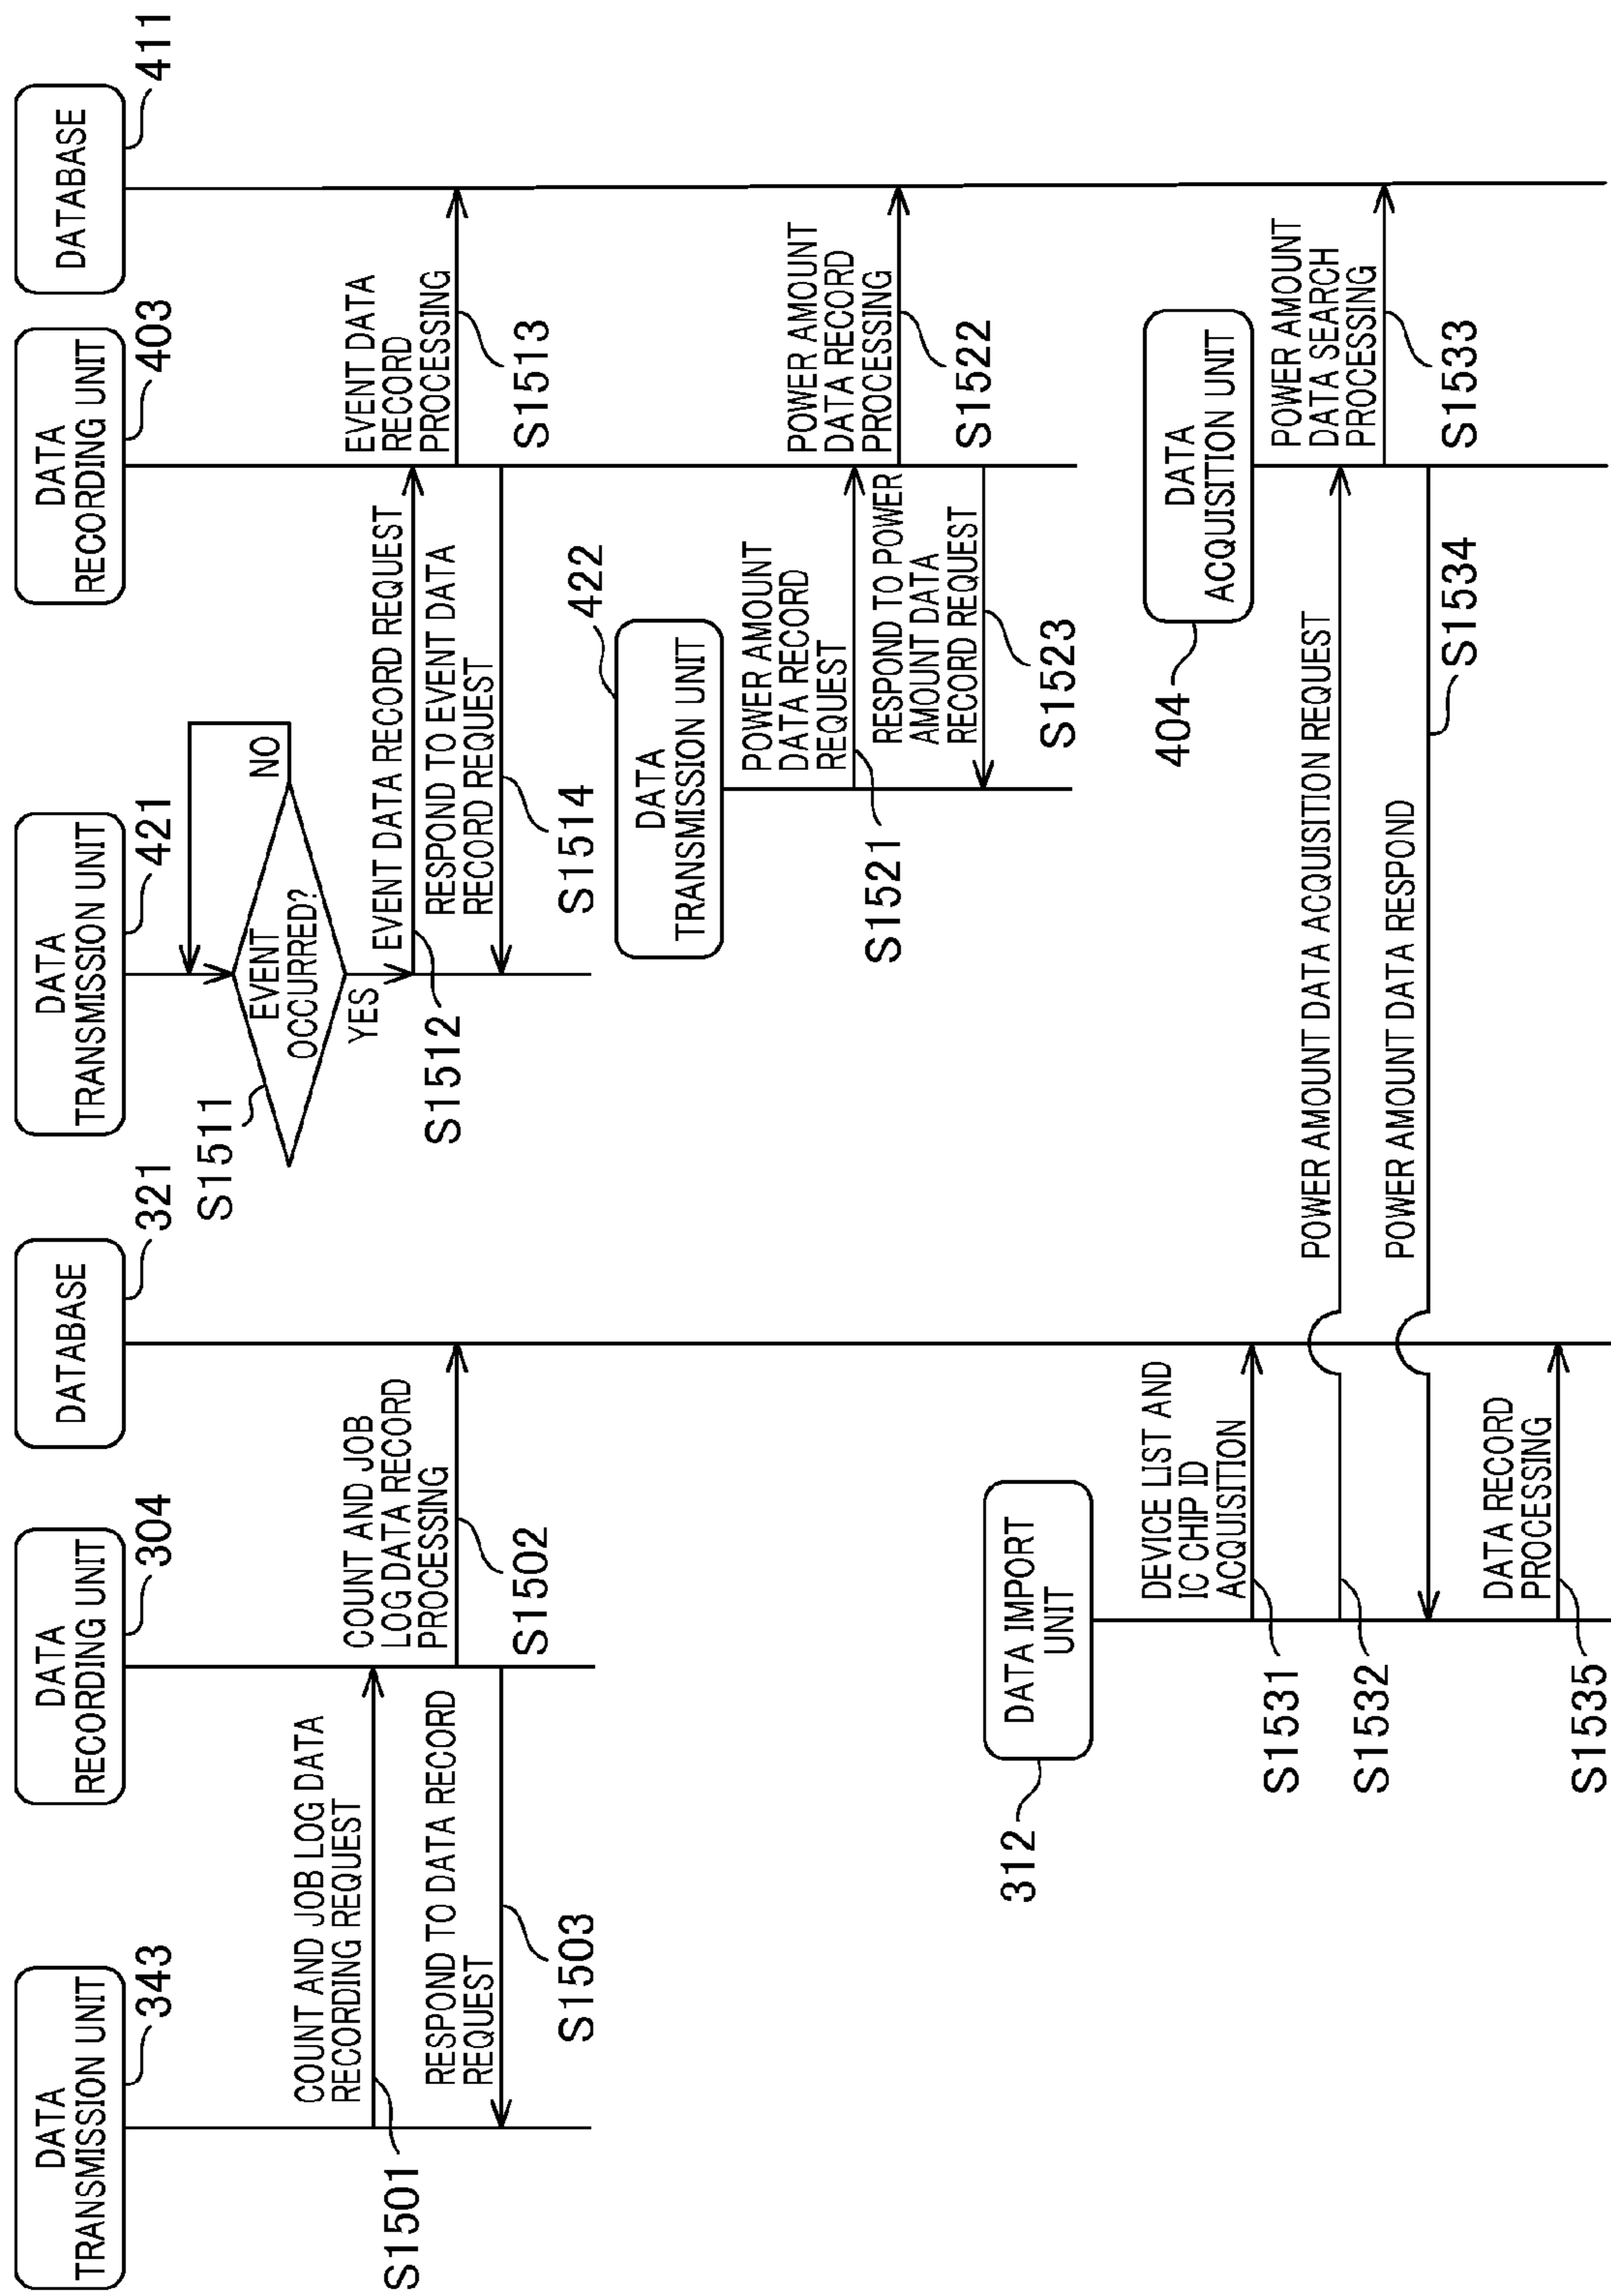 DATA
TRANSMISSION UNIT
343
DATA
RECORDING UNIT
304
DATABASE
321
DATA
TRANSMISSION UNIT
421
DATA
RECORDING UNIT
403
DATABASE
411
COUNT AND JOB LOG DATA
RECORDING REQUEST
S1501
COUNT AND JOB
LOG DATA RECORD
PROCESSING
S1502
RESPOND TO DATA RECORD
REQUEST
S1503
S1511
EVENT
OCCURRED?
NO
YES
EVENT DATA RECORD REQUEST
S1512
EVENT DATA
RECORD
PROCESSING
S1513
RESPOND TO EVENT DATA
RECORD REQUEST
S1514
DATA
TRANSMISSION UNIT
422
POWER AMOUNT
DATA RECORD
REQUEST
S1521
POWER AMOUNT
DATA RECORD
PROCESSING
S1522
RESPOND TO POWER
AMOUNT DATA
RECORD REQUEST
S1523
DATA IMPORT
UNIT
312
DATA
ACQUISITION UNIT
404
DEVICE LIST AND
IC CHIP ID
ACQUISITION
S1531
POWER AMOUNT DATA ACQUISITION REQUEST
S1532
POWER AMOUNT
DATA SEARCH
PROCESSING
S1533
POWER AMOUNT DATA RESPOND
S1534
DATA RECORD
PROCESSING
S1535